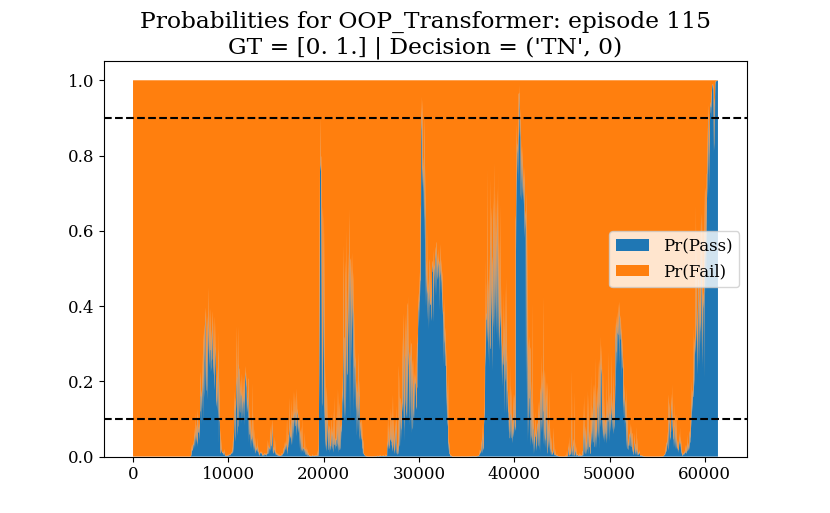 Probabilities for OOP_Transformer: episode 115
GT = [0. 1.] | Decision = ('TN', 0)
1.0
0.8
0.6
0.4
0.2
0.0
Pr(Pass)
Pr(Fail)
0 10000 20000 30000 40000 50000 60000